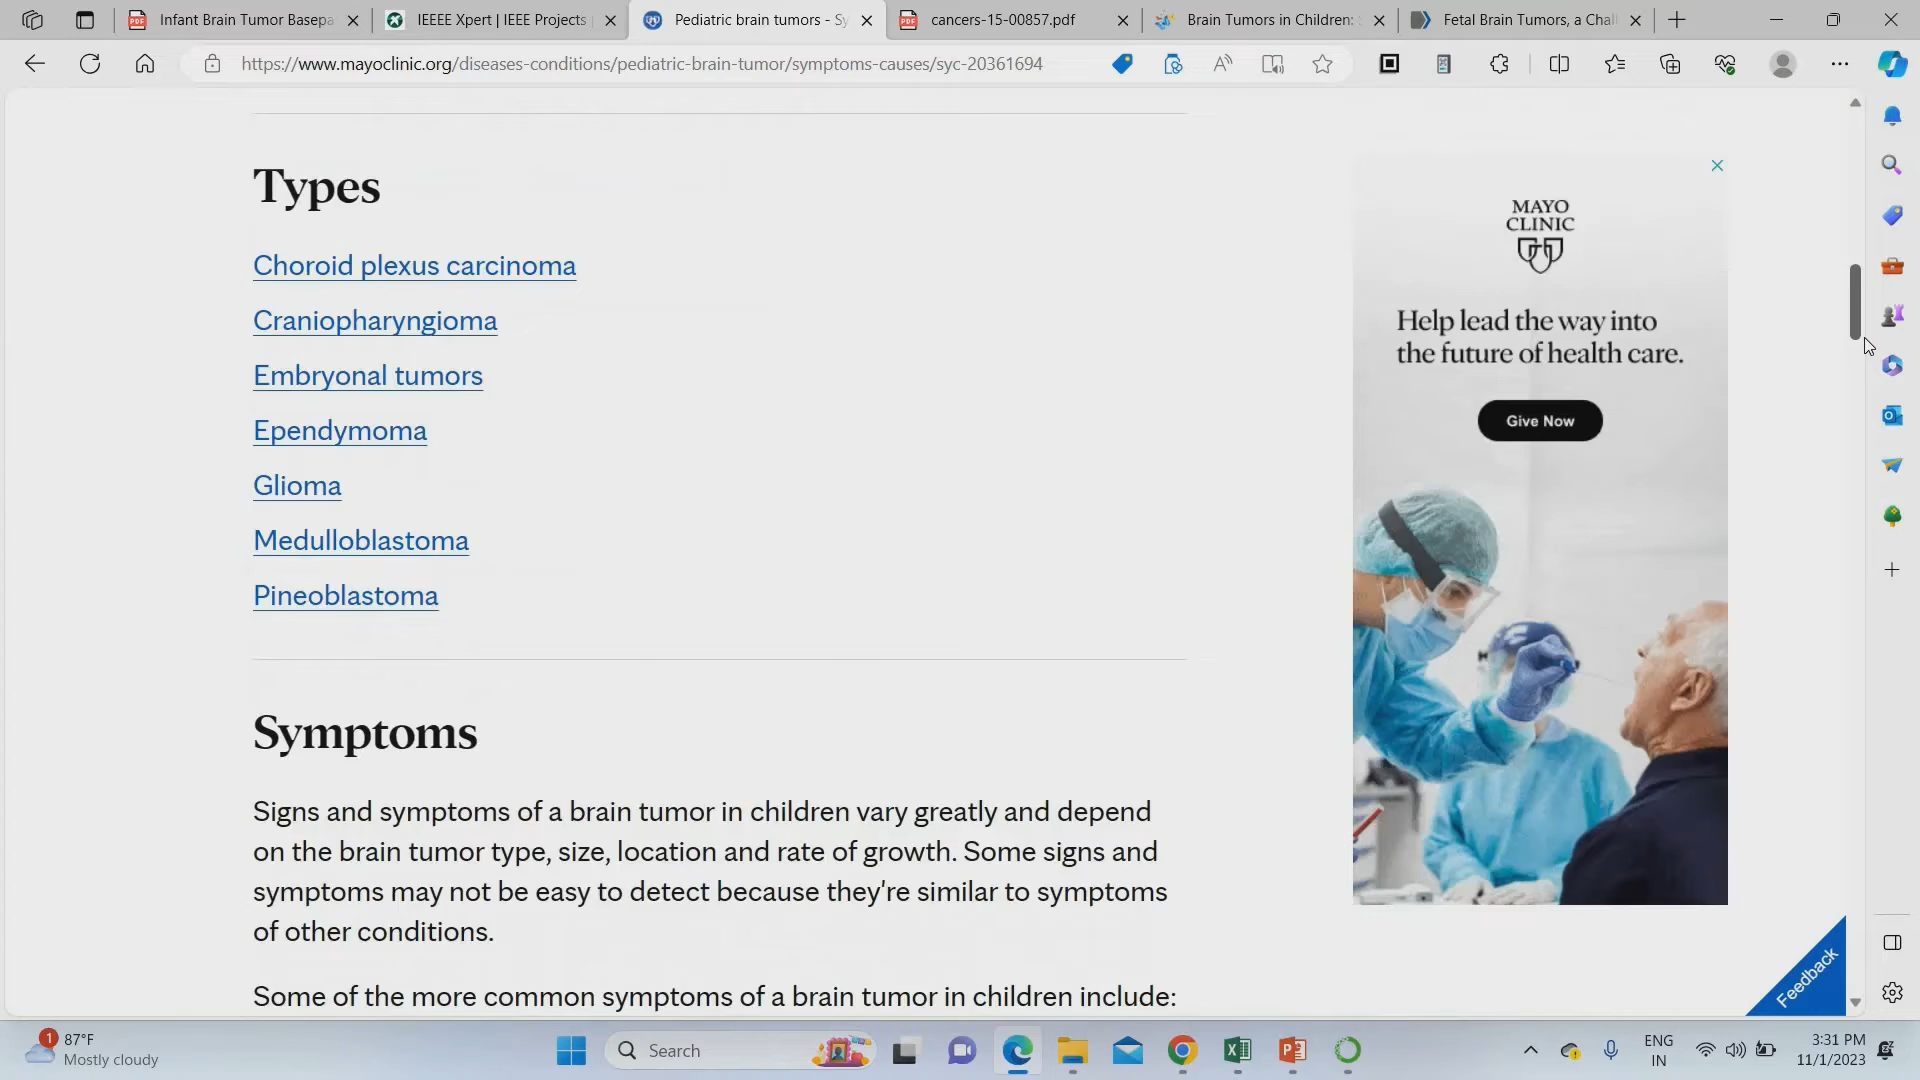 Infant Brain Tumor Basepa
IEEEE Xpert | IEEE Projects
Pediatric brain tumors - Sy
cancers-15-00857.pdf
Brain Tumors in Children:
Fetal Brain Tumors, a Chal
https://www.mayoclinic.org/diseases-conditions/pediatric-brain-tumor/symptoms-causes/syc-20361694
Types
Choroid plexus carcinoma
Craniopharyngioma
Embryonal tumors
Ependymoma
Glioma
Medulloblastoma
Pineoblastoma
MAYO
CLINIC
Help lead the way into
the future of health care.
Give Now
Symptoms
Signs and symptoms of a brain tumor in children vary greatly and depend
on the brain tumor type, size, location and rate of growth. Some signs and
symptoms may not be easy to detect because they're similar to symptoms
of other conditions.
Some of the more common symptoms of a brain tumor in children include:
Feedback
1
87°F
Mostly cloudy
Search
ENG
IN
3:31 PM
11/1/2023